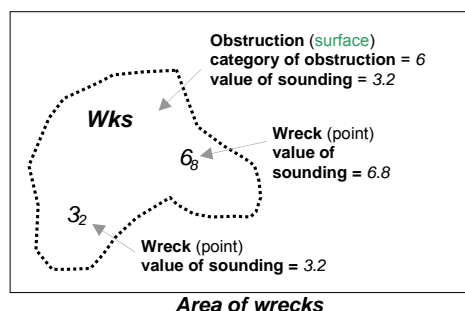 Obstruction (surface)
category of obstruction = 6
value of sounding = 3.2
Wks
Wreck (point)
value of
sounding = 6.8
6₈
3₂
Wreck (point)
value of sounding = 3.2
Area of wrecks